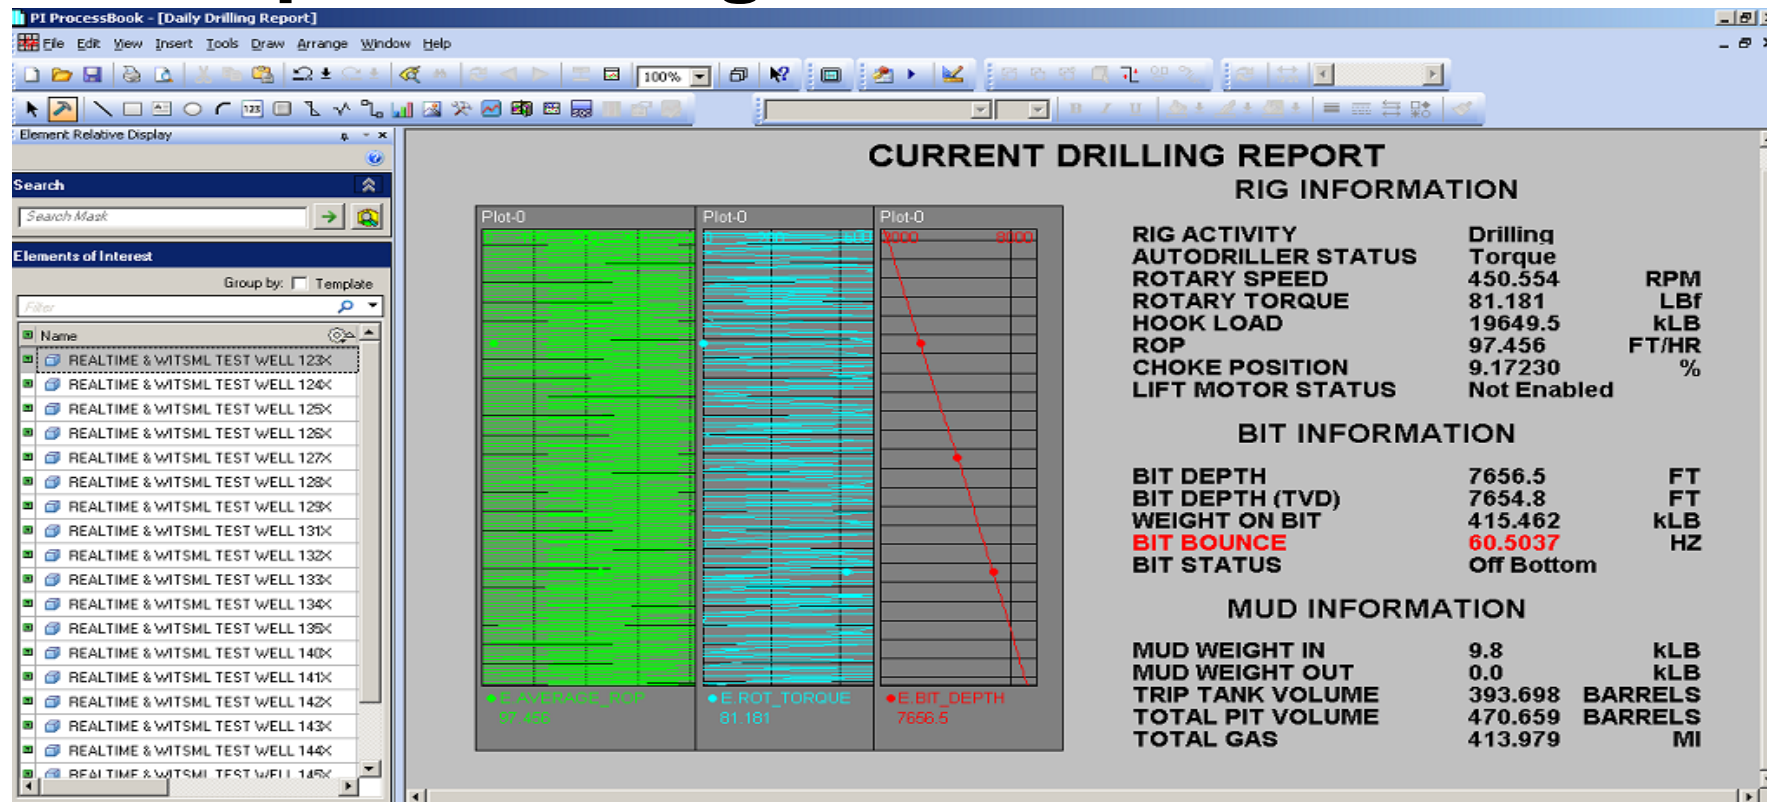 PI ProcessBook - [Daily Drilling Report]
File Edit View Insert Tools Draw Arrange Window Help
100%
123
B I U
Element Relative Display
Search
Search Mask
Elements of Interest
Group by: Template
Filter
Name
REALTIME & WITSML TEST WELL 123X
REALTIME & WITSML TEST WELL 124X
REALTIME & WITSML TEST WELL 125X
REALTIME & WITSML TEST WELL 126X
REALTIME & WITSML TEST WELL 127X
REALTIME & WITSML TEST WELL 128X
REALTIME & WITSML TEST WELL 129X
REALTIME & WITSML TEST WELL 131X
REALTIME & WITSML TEST WELL 132X
REALTIME & WITSML TEST WELL 133X
REALTIME & WITSML TEST WELL 134X
REALTIME & WITSML TEST WELL 135X
REALTIME & WITSML TEST WELL 140X
REALTIME & WITSML TEST WELL 141X
REALTIME & WITSML TEST WELL 142X
REALTIME & WITSML TEST WELL 143X
REALTIME & WITSML TEST WELL 144X
REALTIME & WITSML TEST WELL 145X
CURRENT DRILLING REPORT
Plot-0 Plot-0 Plot-0
8000
E.AVERAGE_ROP E.ROT_TORQUE E.BIT_DEPTH
97.456 81.181 7656.5
RIG INFORMATION
RIG ACTIVITY Drilling
AUTODRILLER STATUS Torque
ROTARY SPEED 450.554 RPM
ROTARY TORQUE 81.181 LBf
HOOK LOAD 19649.5 kLB
ROP 97.456 FT/HR
CHOKE POSITION 9.17230 %
LIFT MOTOR STATUS Not Enabled
BIT INFORMATION
BIT DEPTH 7656.5 FT
BIT DEPTH (TVD) 7654.8 FT
WEIGHT ON BIT 415.462 kLB
BIT BOUNCE 60.5037 HZ
BIT STATUS Off Bottom
MUD INFORMATION
MUD WEIGHT IN 9.8 kLB
MUD WEIGHT OUT 0.0 kLB
TRIP TANK VOLUME 393.698 BARRELS
TOTAL PIT VOLUME 470.659 BARRELS
TOTAL GAS 413.979 MI